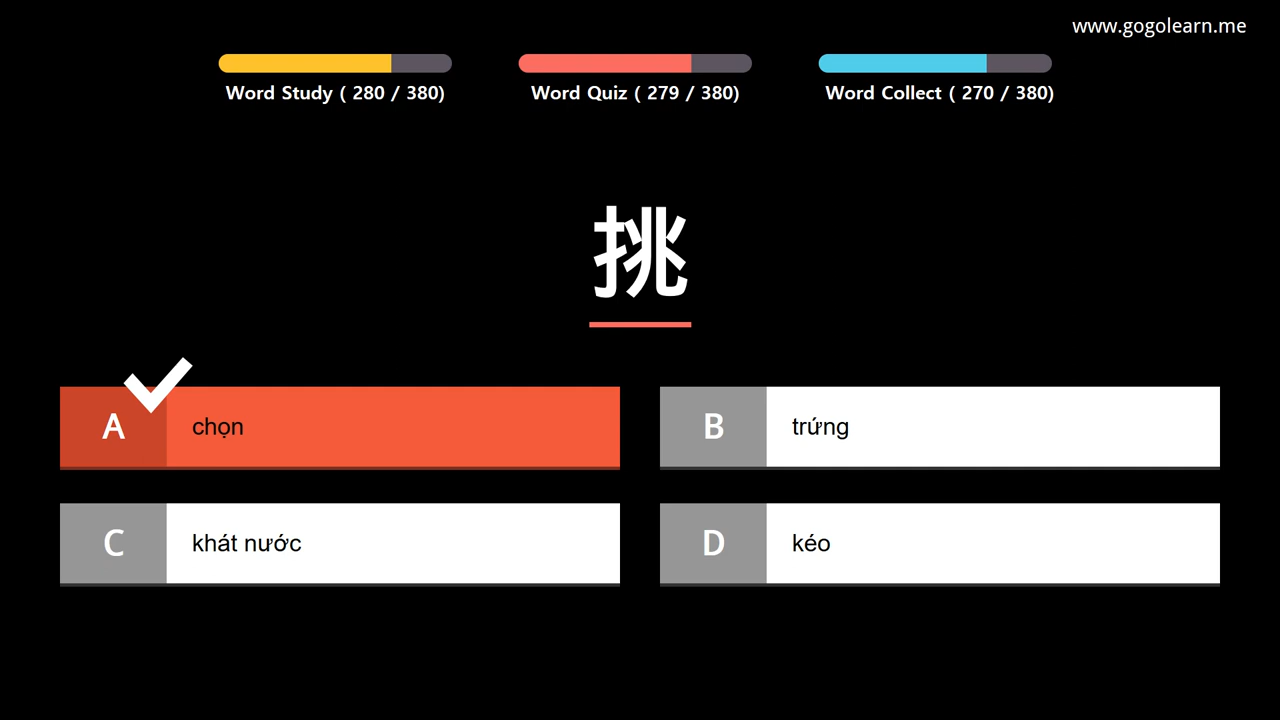 www.gogolearn.me
Word Study ( 280 / 380)
Word Quiz ( 279 / 380)
Word Collect ( 270 / 380)
挑
A chọn
B trứng
C khát nước
D kéo